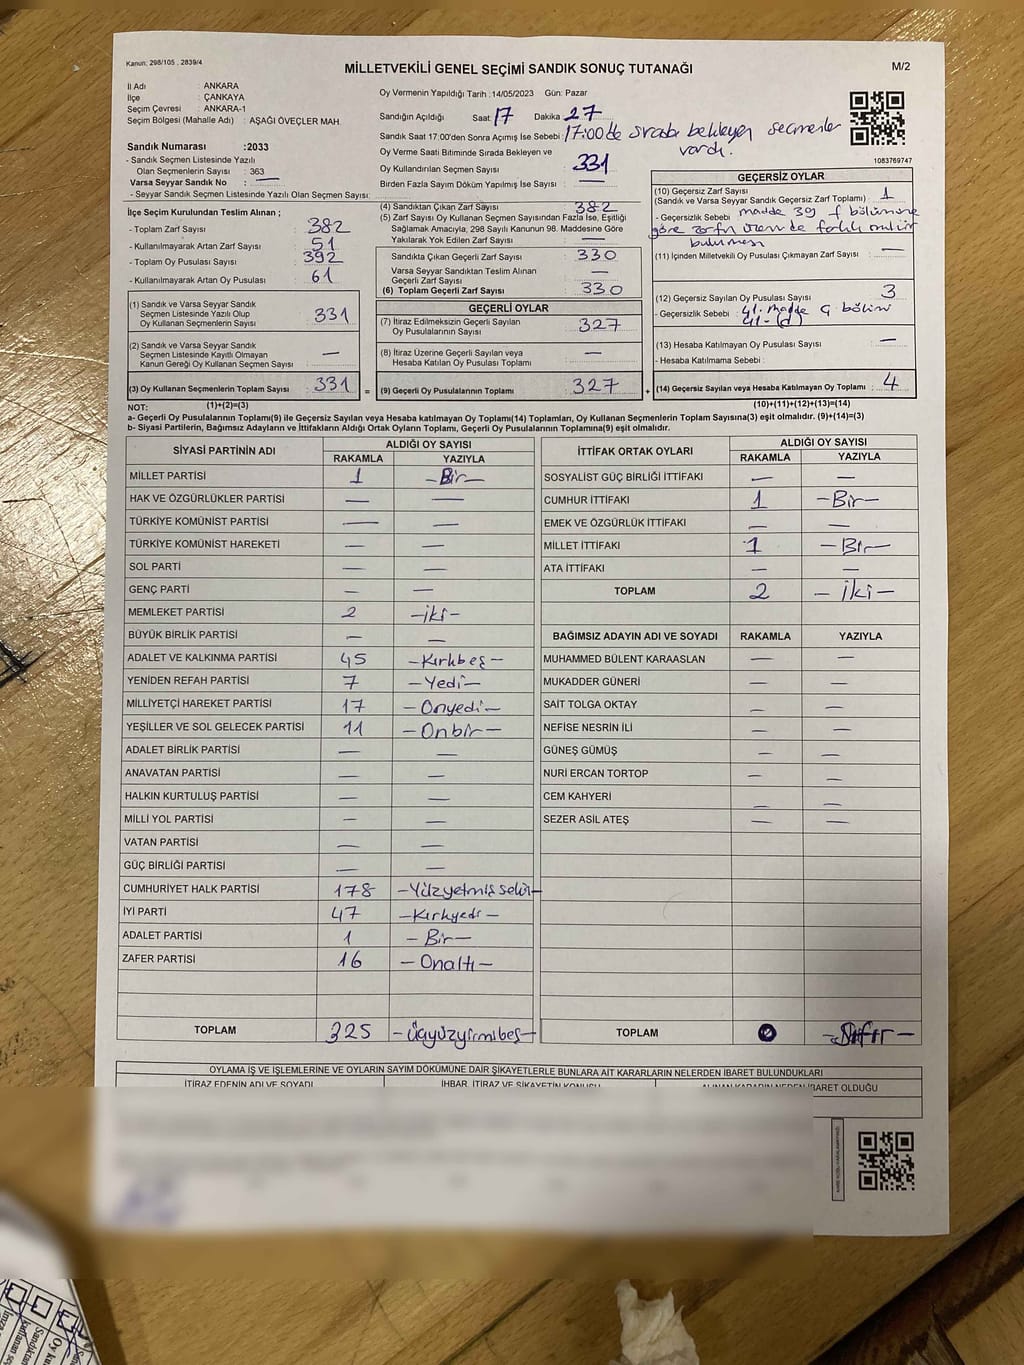 Kanun: 298/105 , 2839/4
MİLLETVEKİLİ GENEL SEÇİMİ SANDIK SONUÇ TUTANAĞI
M/2
İl Adı : ANKARA
İlçe : ÇANKAYA
Seçim Çevresi : ANKARA-1
Seçim Bölgesi (Mahalle Adı) : AŞAĞI ÖVEÇLER MAH.
Sandık Numarası :2033
- Sandık Seçmen Listesinde Yazılı
Olan Seçmenlerin Sayısı : 363
Varsa Seyyar Sandık No : —
- Seyyar Sandık Seçmen Listesinde Yazılı Olan Seçmen Sayısı:
Oy Vermenin Yapıldığı Tarih :14/05/2023 Gün: Pazar
Sandığın Açıldığı Saat 17 Dakika 27
Sandık Saat 17.00'den Sonra Açımış İse Sebebi: 17:00'de sırada bekleyen seçmenler
vardı.
Oy Verme Saati Bitiminde Sırada Bekleyen ve
Oy Kullandırılan Seçmen Sayısı : 331
Birden Fazla Sayım Döküm Yapılmış İse Sayısı : —
1083769747
İlçe Seçim Kurulundan Teslim Alınan ;
- Toplam Zarf Sayısı : 382
- Kullanılmayarak Artan Zarf Sayısı : 51
- Toplam Oy Pusulası Sayısı : 392
- Kullanılmayarak Artan Oy Pusulası : 61
(1) Sandık ve Varsa Seyyar Sandık
Seçmen Listesinde Yazılı Olup
Oy Kullanan Seçmenlerin Sayısı : 331
(2) Sandık ve Varsa Seyyar Sandık
Seçmen Listesinde Kayıtlı Olmayan
Kanun Gereği Oy Kullanan Seçmen Sayısı : —
(3) Oy Kullanan Seçmenlerin Toplam Sayısı : 331 =
(1)+(2)=(3)
(4) Sandıktan Çıkan Zarf Sayısı : 382
(5) Zarf Sayısı Oy Kullanan Seçmen Sayısından Fazla İse, Eşitliği
Sağlamak Amacıyla, 298 Sayılı Kanunun 98. Maddesine Göre
Yakılarak Yok Edilen Zarf Sayısı : —
Sandıkta Çıkan Geçerli Zarf Sayısı : 330
Varsa Seyyar Sandıktan Teslim Alınan
Geçerli Zarf Sayısı : —
(6) Toplam Geçerli Zarf Sayısı : 330
GEÇERLİ OYLAR
(7) İtiraz Edilmeksizin Geçerli Sayılan
Oy Pusulalarının Sayısı : 327
(8) İtiraz Üzerine Geçerli Sayılan veya
Hesaba Katılan Oy Pusulası Toplamı : —
(9) Geçerli Oy Pusulalarının Toplamı : 327 +
GEÇERSİZ OYLAR
(10) Geçersiz Zarf Sayısı
(Sandık ve Varsa Seyyar Sandık Geçersiz Zarf Toplamı) : 1
- Geçersizlik Sebebi : madde 39 f bölümüne
göre zarfın üzerinde farklı mühür
bulunması
(11) İçinden Milletvekili Oy Pusulası Çıkmayan Zarf Sayısı : —
(12) Geçersiz Sayılan Oy Pusulası Sayısı : 3
- Geçersizlik Sebebi : 41. madde ç bölümü
41-(d)
(13) Hesaba Katılmayan Oy Pusulası Sayısı : —
- Hesaba Katılmama Sebebi :
(14) Geçersiz Sayılan veya Hesaba Katılmayan Oy Toplamı : 4
(10)+(11)+(12)+(13)=(14)
NOT:
a- Geçerli Oy Pusulalarının Toplamı(9) ile Geçersiz Sayılan veya Hesaba katılmayan Oy Toplamı(14) Toplamları, Oy Kullanan Seçmenlerin Toplam Sayısına(3) eşit olmalıdır. (9)+(14)=(3)
b- Siyasi Partilerin, Bağımsız Adayların ve İttifakların Aldığı Ortak Oyların Toplamı, Geçerli Oy Pusulalarının Toplamına(9) eşit olmalıdır.
SİYASİ PARTİNİN ADI ALDIĞI OY SAYISI
RAKAMLA YAZIYLA
MİLLET PARTİSİ 1 —Bir—
HAK VE ÖZGÜRLÜKLER PARTİSİ — —
TÜRKİYE KOMÜNİST PARTİSİ — —
TÜRKİYE KOMÜNİST HAREKETİ — —
SOL PARTİ — —
GENÇ PARTİ — —
MEMLEKET PARTİSİ 2 —iki—
BÜYÜK BİRLİK PARTİSİ — —
ADALET VE KALKINMA PARTİSİ 45 —Kırkbeş—
YENİDEN REFAH PARTİSİ 7 —Yedi—
MİLLİYETÇİ HAREKET PARTİSİ 17 —Onyedi—
YEŞİLLER VE SOL GELECEK PARTİSİ 11 —Onbir—
ADALET BİRLİK PARTİSİ — —
ANAVATAN PARTİSİ — —
HALKIN KURTULUŞ PARTİSİ — —
MİLLİ YOL PARTİSİ — —
VATAN PARTİSİ — —
GÜÇ BİRLİĞİ PARTİSİ — —
CUMHURİYET HALK PARTİSİ 178 —Yüzyetmiş sekiz—
İYİ PARTİ 47 —Kırkyedi—
ADALET PARTİSİ 1 —Bir—
ZAFER PARTİSİ 16 —Onaltı—
TOPLAM 325 —üçyüzyirmibeş—
İTTİFAK ORTAK OYLARI ALDIĞI OY SAYISI
RAKAMLA YAZIYLA
SOSYALİST GÜÇ BİRLİĞİ İTTİFAKI — —
CUMHUR İTTİFAKI 1 —Bir—
EMEK VE ÖZGÜRLÜK İTTİFAKI — —
MİLLET İTTİFAKI 1 —Bir—
ATA İTTİFAKI — —
TOPLAM 2 —İki—
BAĞIMSIZ ADAYIN ADI VE SOYADI RAKAMLA YAZIYLA
MUHAMMED BÜLENT KARAASLAN — —
MUKADDER GÜNERİ — —
SAİT TOLGA OKTAY — —
NEFİSE NESRİN İLİ — —
GÜNEŞ GÜMÜŞ — —
NURİ ERCAN TORTOP — —
CEM KAHYERİ — —
SEZER ASİL ATEŞ — —
TOPLAM 0 —Sıfır—
OYLAMA İŞ VE İŞLEMLERİNE VE OYLARIN SAYIM DÖKÜMÜNE DAİR ŞİKAYETLERLE BUNLARA AİT KARARLARIN NELERDEN İBARET BULUNDUKLARI
İTİRAZ EDENİN ADI VE SOYADI İHBAR, İTİRAZ VE ŞİKAYETİN KONUSU ALINAN KARARIN NEDEN İBARET OLDUĞU